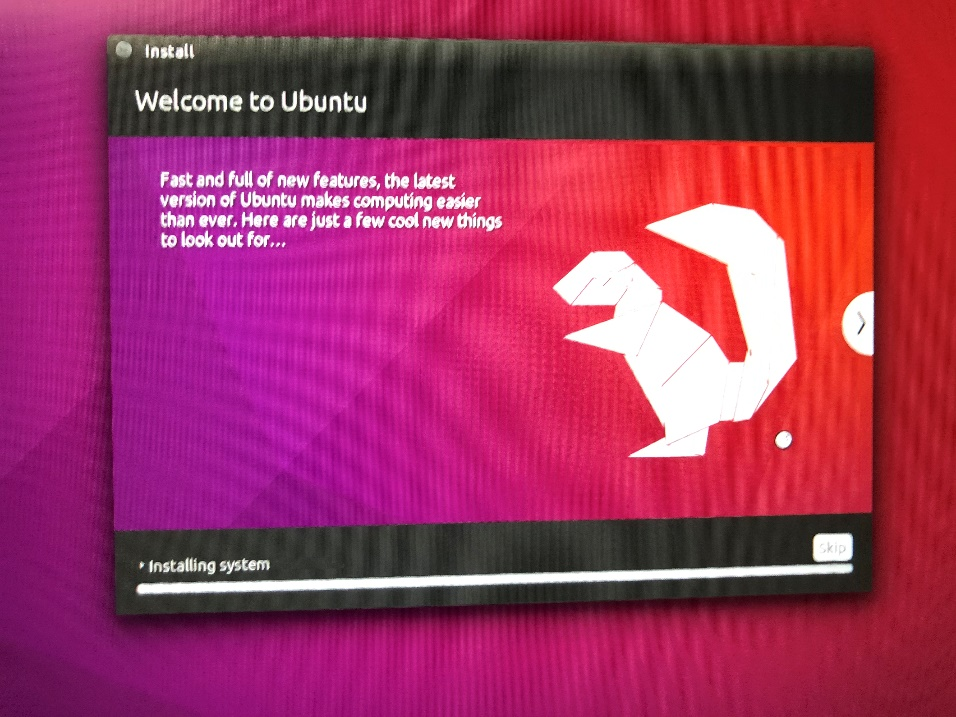 Install
Welcome to Ubuntu
Fast and full of new features, the latest
version of Ubuntu makes computing easier
than ever. Here are just a few cool new things
to look out for...
Skip
Installing system